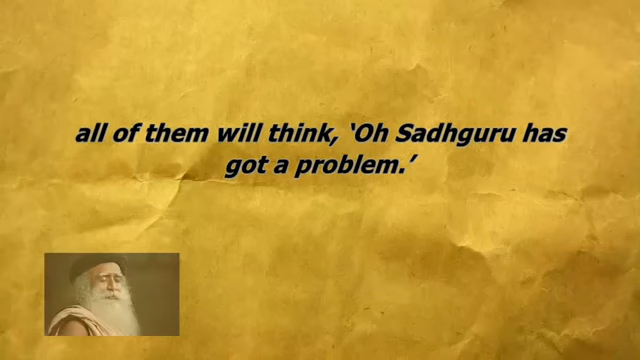 all of them will think, ‘Oh Sadhguru has
got a problem.’